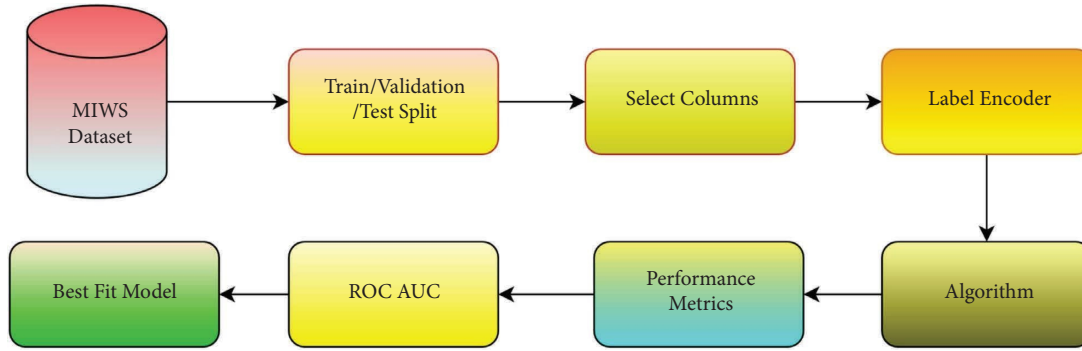 MIWS
Dataset
Train/Validation
/Test Split
Select Columns
Label Encoder
Algorithm
Performance
Metrics
ROC AUC
Best Fit Model